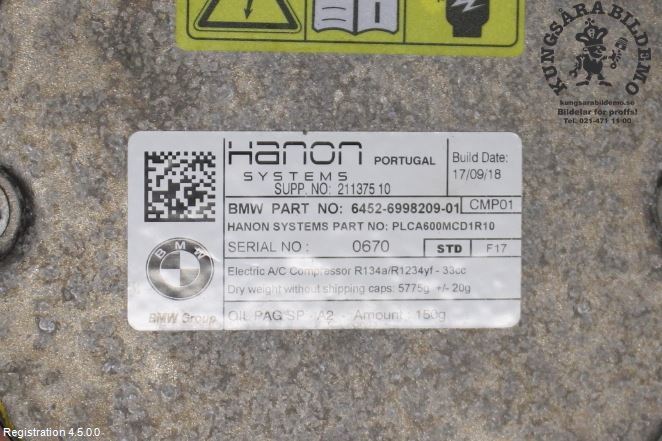 KUNGSÅRA BILDEMO
kungsarabildemo.se
Bildelar för proffs!
Tel. 021-471 11 00
Hanon
SYSTEMS
PORTUGAL
Build Date:
17/09/18
SUPP. NO: 211375 10
BMW PART NO: 6452-6998209-01
CMP01
HANON SYSTEMS PART NO: PLCA600MCD1R10
SERIAL NO : 0670 STD F17
BMW
BMW Group
Electric A/C Compressor R134a/R1234yf - 33cc
Dry weight without shipping caps: 5775g +/- 20g
OIL PAG SP - A2 - Amount : 150g
Registration 4.5.0.0